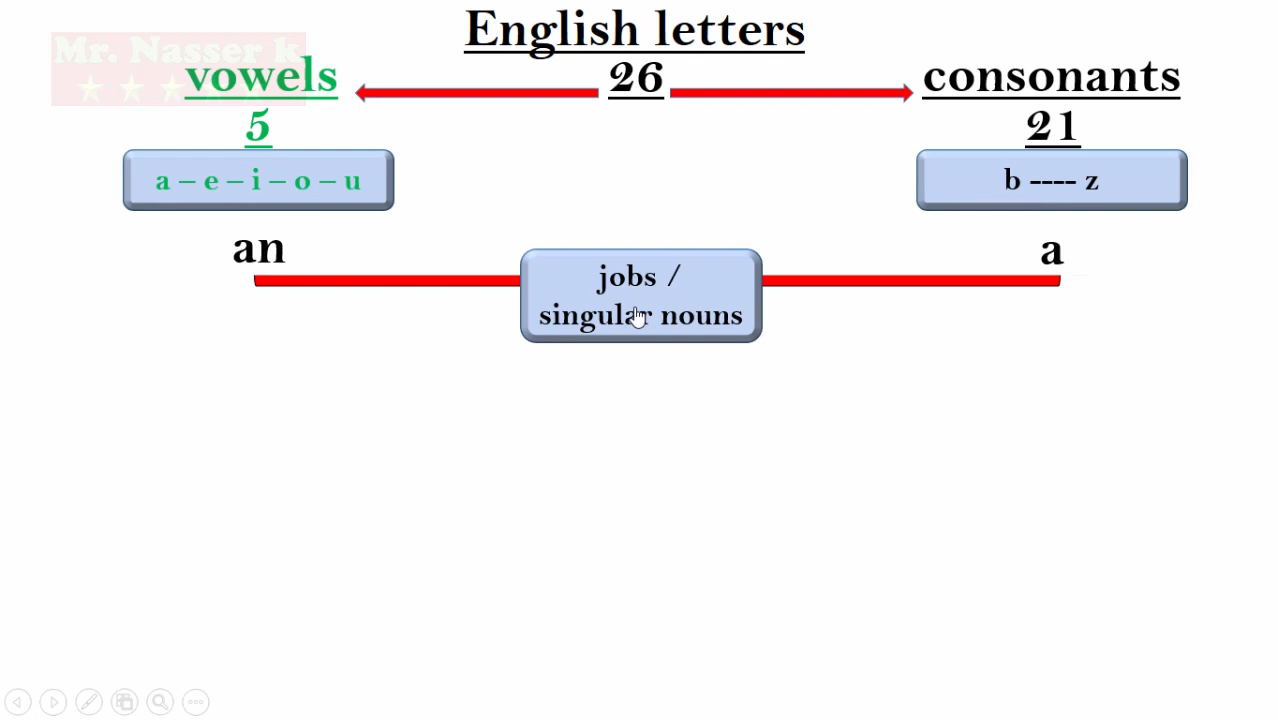 English letters
Mr. Nasser k
vowels
26
consonants
5
21
a – e – i – o – u
b ---- z
an
a
jobs /
singular nouns